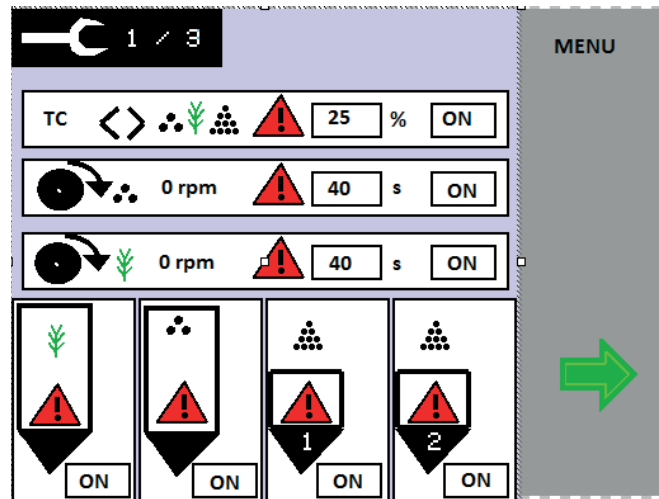 1 / 3
MENU
TC < > ! 25 % ON
0 rpm ! 40 s ON
0 rpm ! 40 s ON
! ! ! !
1 2
ON ON ON ON